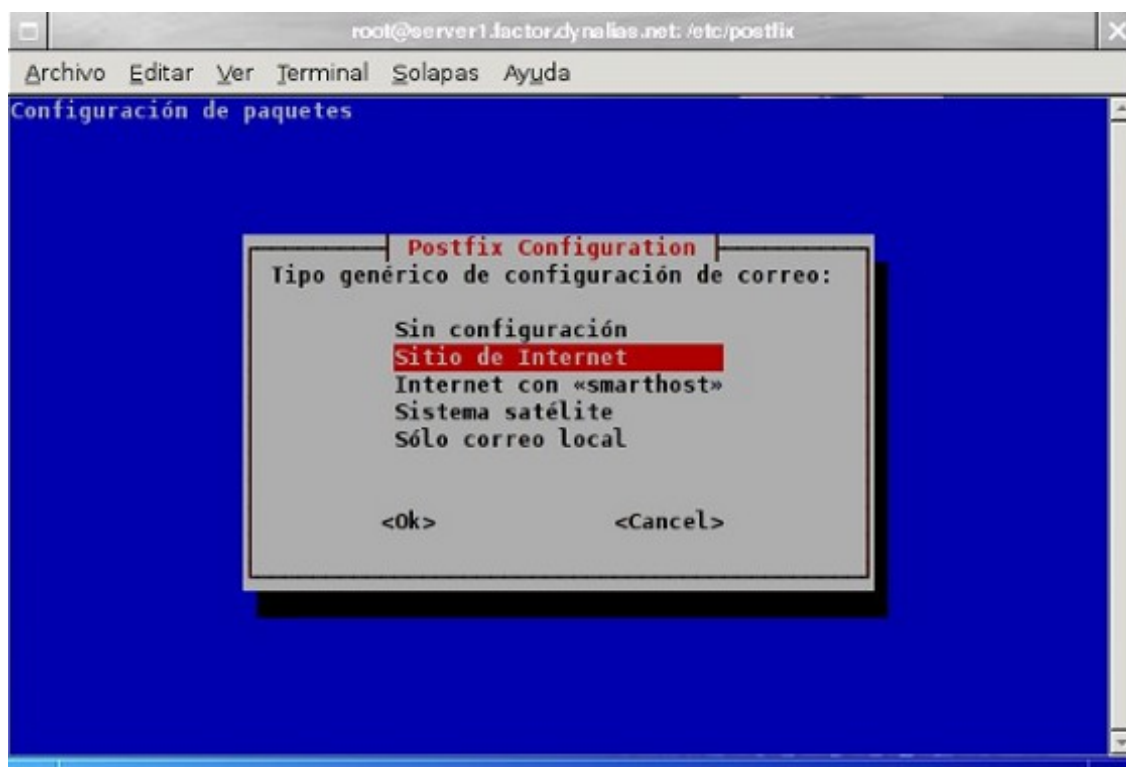 root@server1.factor.dynalias.net: /etc/postfix
Archivo Editar Ver Terminal Solapas Ayuda
Configuración de paquetes
Postfix Configuration
Tipo genérico de configuración de correo:
Sin configuración
Sitio de Internet
Internet con «smarthost»
Sistema satélite
Sólo correo local
<Ok> <Cancel>